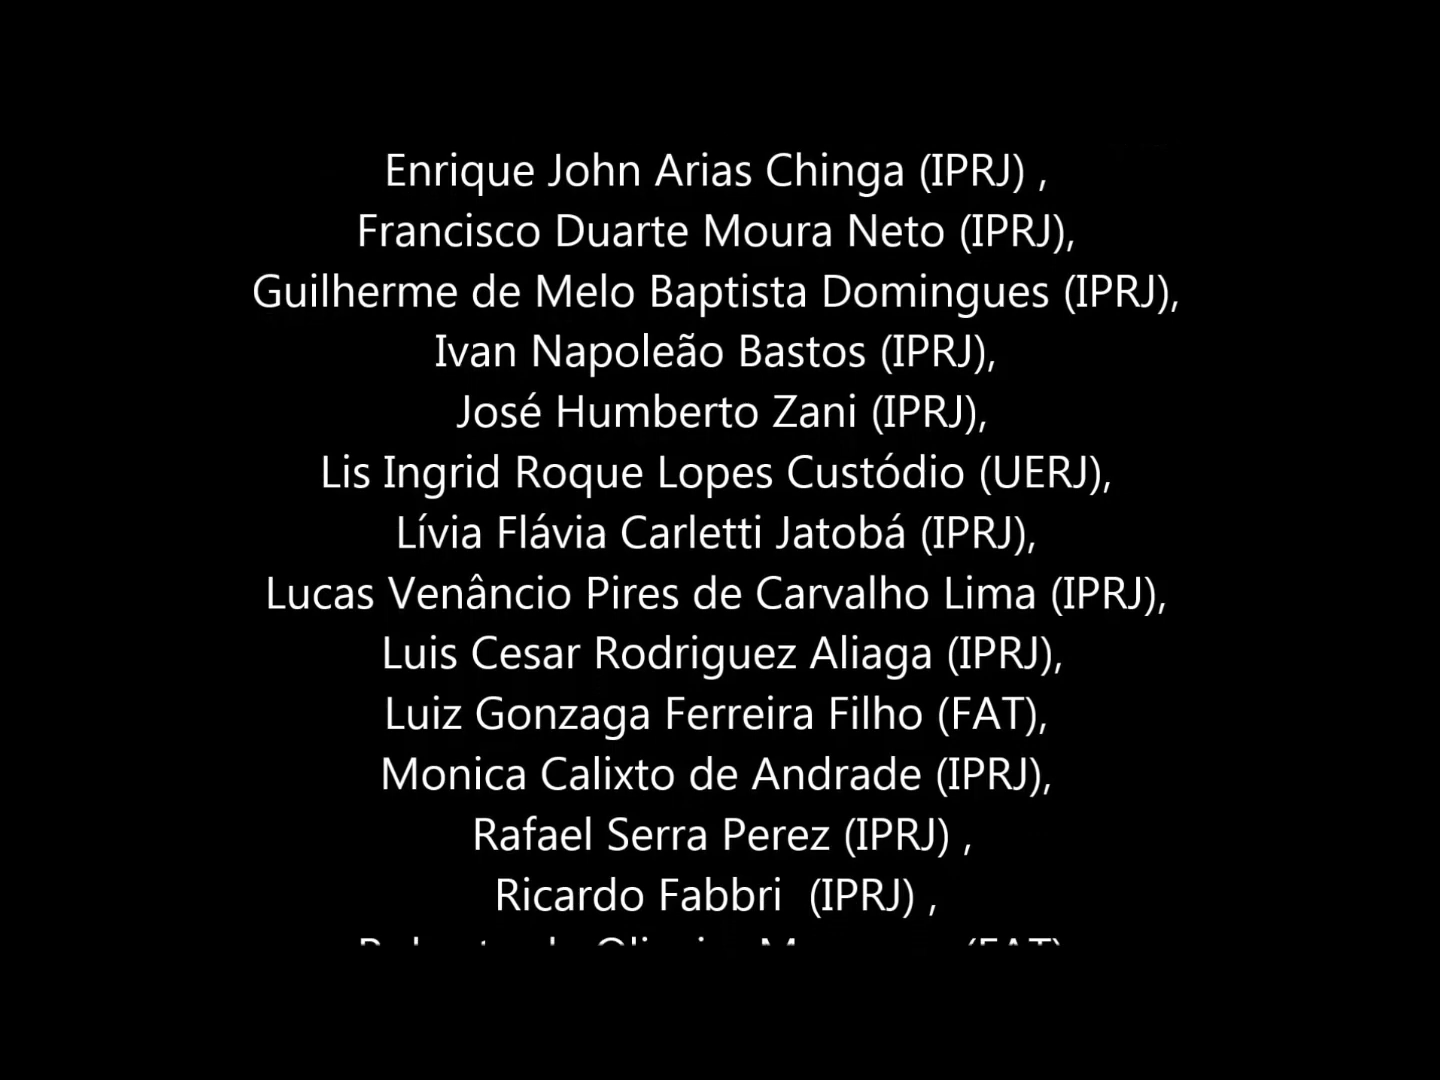 Enrique John Arias Chinga (IPRJ) ,
Francisco Duarte Moura Neto (IPRJ),
Guilherme de Melo Baptista Domingues (IPRJ),
Ivan Napoleão Bastos (IPRJ),
José Humberto Zani (IPRJ),
Lis Ingrid Roque Lopes Custódio (UERJ),
Lívia Flávia Carletti Jatobá (IPRJ),
Lucas Venâncio Pires de Carvalho Lima (IPRJ),
Luis Cesar Rodriguez Aliaga (IPRJ),
Luiz Gonzaga Ferreira Filho (FAT),
Monica Calixto de Andrade (IPRJ),
Rafael Serra Perez (IPRJ) ,
Ricardo Fabbri  (IPRJ) ,